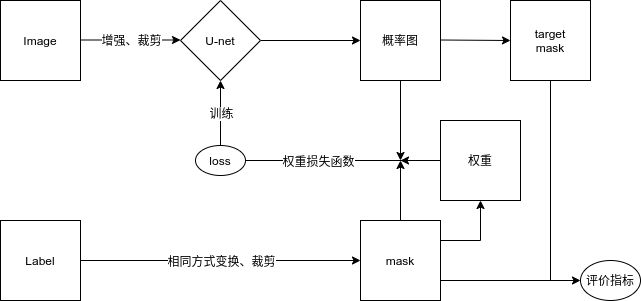 Image
增强、裁剪
U-net
概率图
target
mask
训练
loss
权重损失函数
权重
Label
相同方式变换、裁剪
mask
评价指标